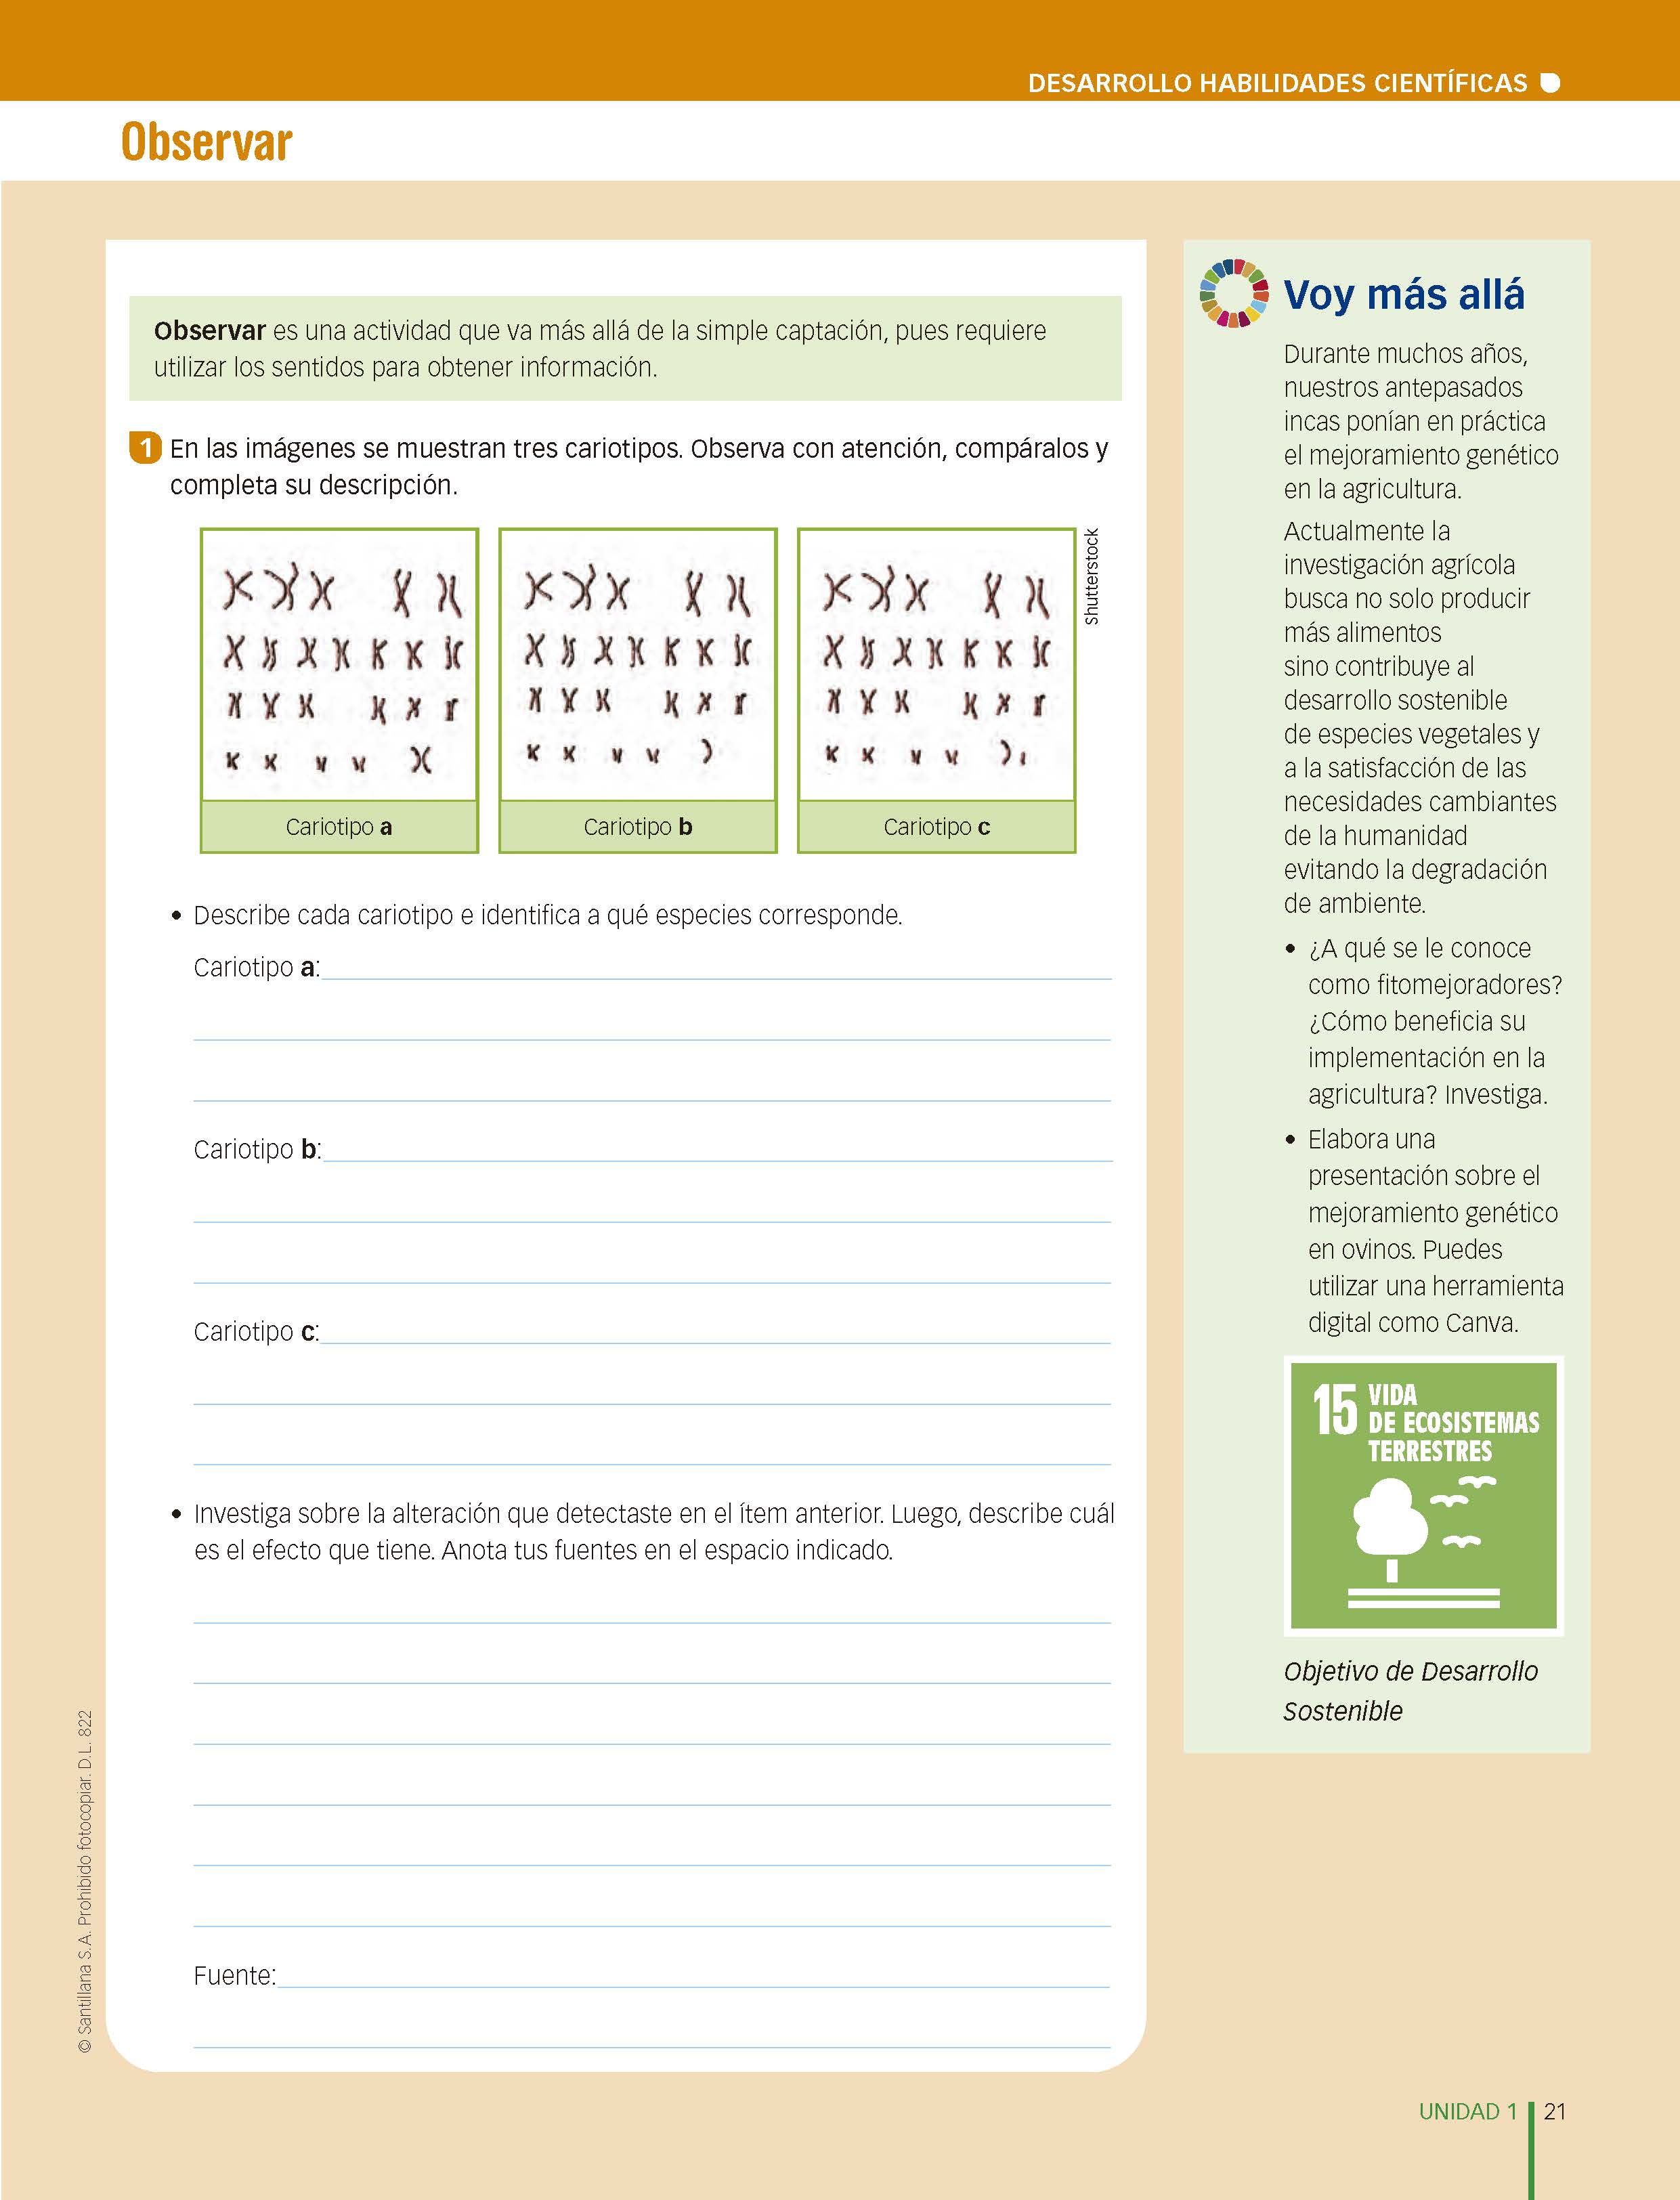 DESARROLLO HABILIDADES CIENTÍFICAS
Observar
Observar es una actividad que va más allá de la simple captación, pues requiere
utilizar los sentidos para obtener información.
1 En las imágenes se muestran tres cariotipos. Observa con atención, compáralos y
completa su descripción.
Shutterstock
Cariotipo a
Cariotipo b
Cariotipo c
• Describe cada cariotipo e identifica a qué especies corresponde.
Cariotipo a:
Cariotipo b:
Cariotipo c:
• Investiga sobre la alteración que detectaste en el ítem anterior. Luego, describe cuál
es el efecto que tiene. Anota tus fuentes en el espacio indicado.
Fuente:
Voy más allá
Durante muchos años,
nuestros antepasados
incas ponían en práctica
el mejoramiento genético
en la agricultura.
Actualmente la
investigación agrícola
busca no solo producir
más alimentos
sino contribuye al
desarrollo sostenible
de especies vegetales y
a la satisfacción de las
necesidades cambiantes
de la humanidad
evitando la degradación
de ambiente.
• ¿A qué se le conoce
como fitomejoradores?
¿Cómo beneficia su
implementación en la
agricultura? Investiga.
• Elabora una
presentación sobre el
mejoramiento genético
en ovinos. Puedes
utilizar una herramienta
digital como Canva.
15 VIDA
DE ECOSISTEMAS
TERRESTRES
Objetivo de Desarrollo
Sostenible
© Santillana S.A. Prohibido fotocopiar. D.L. 822
UNIDAD 1 21